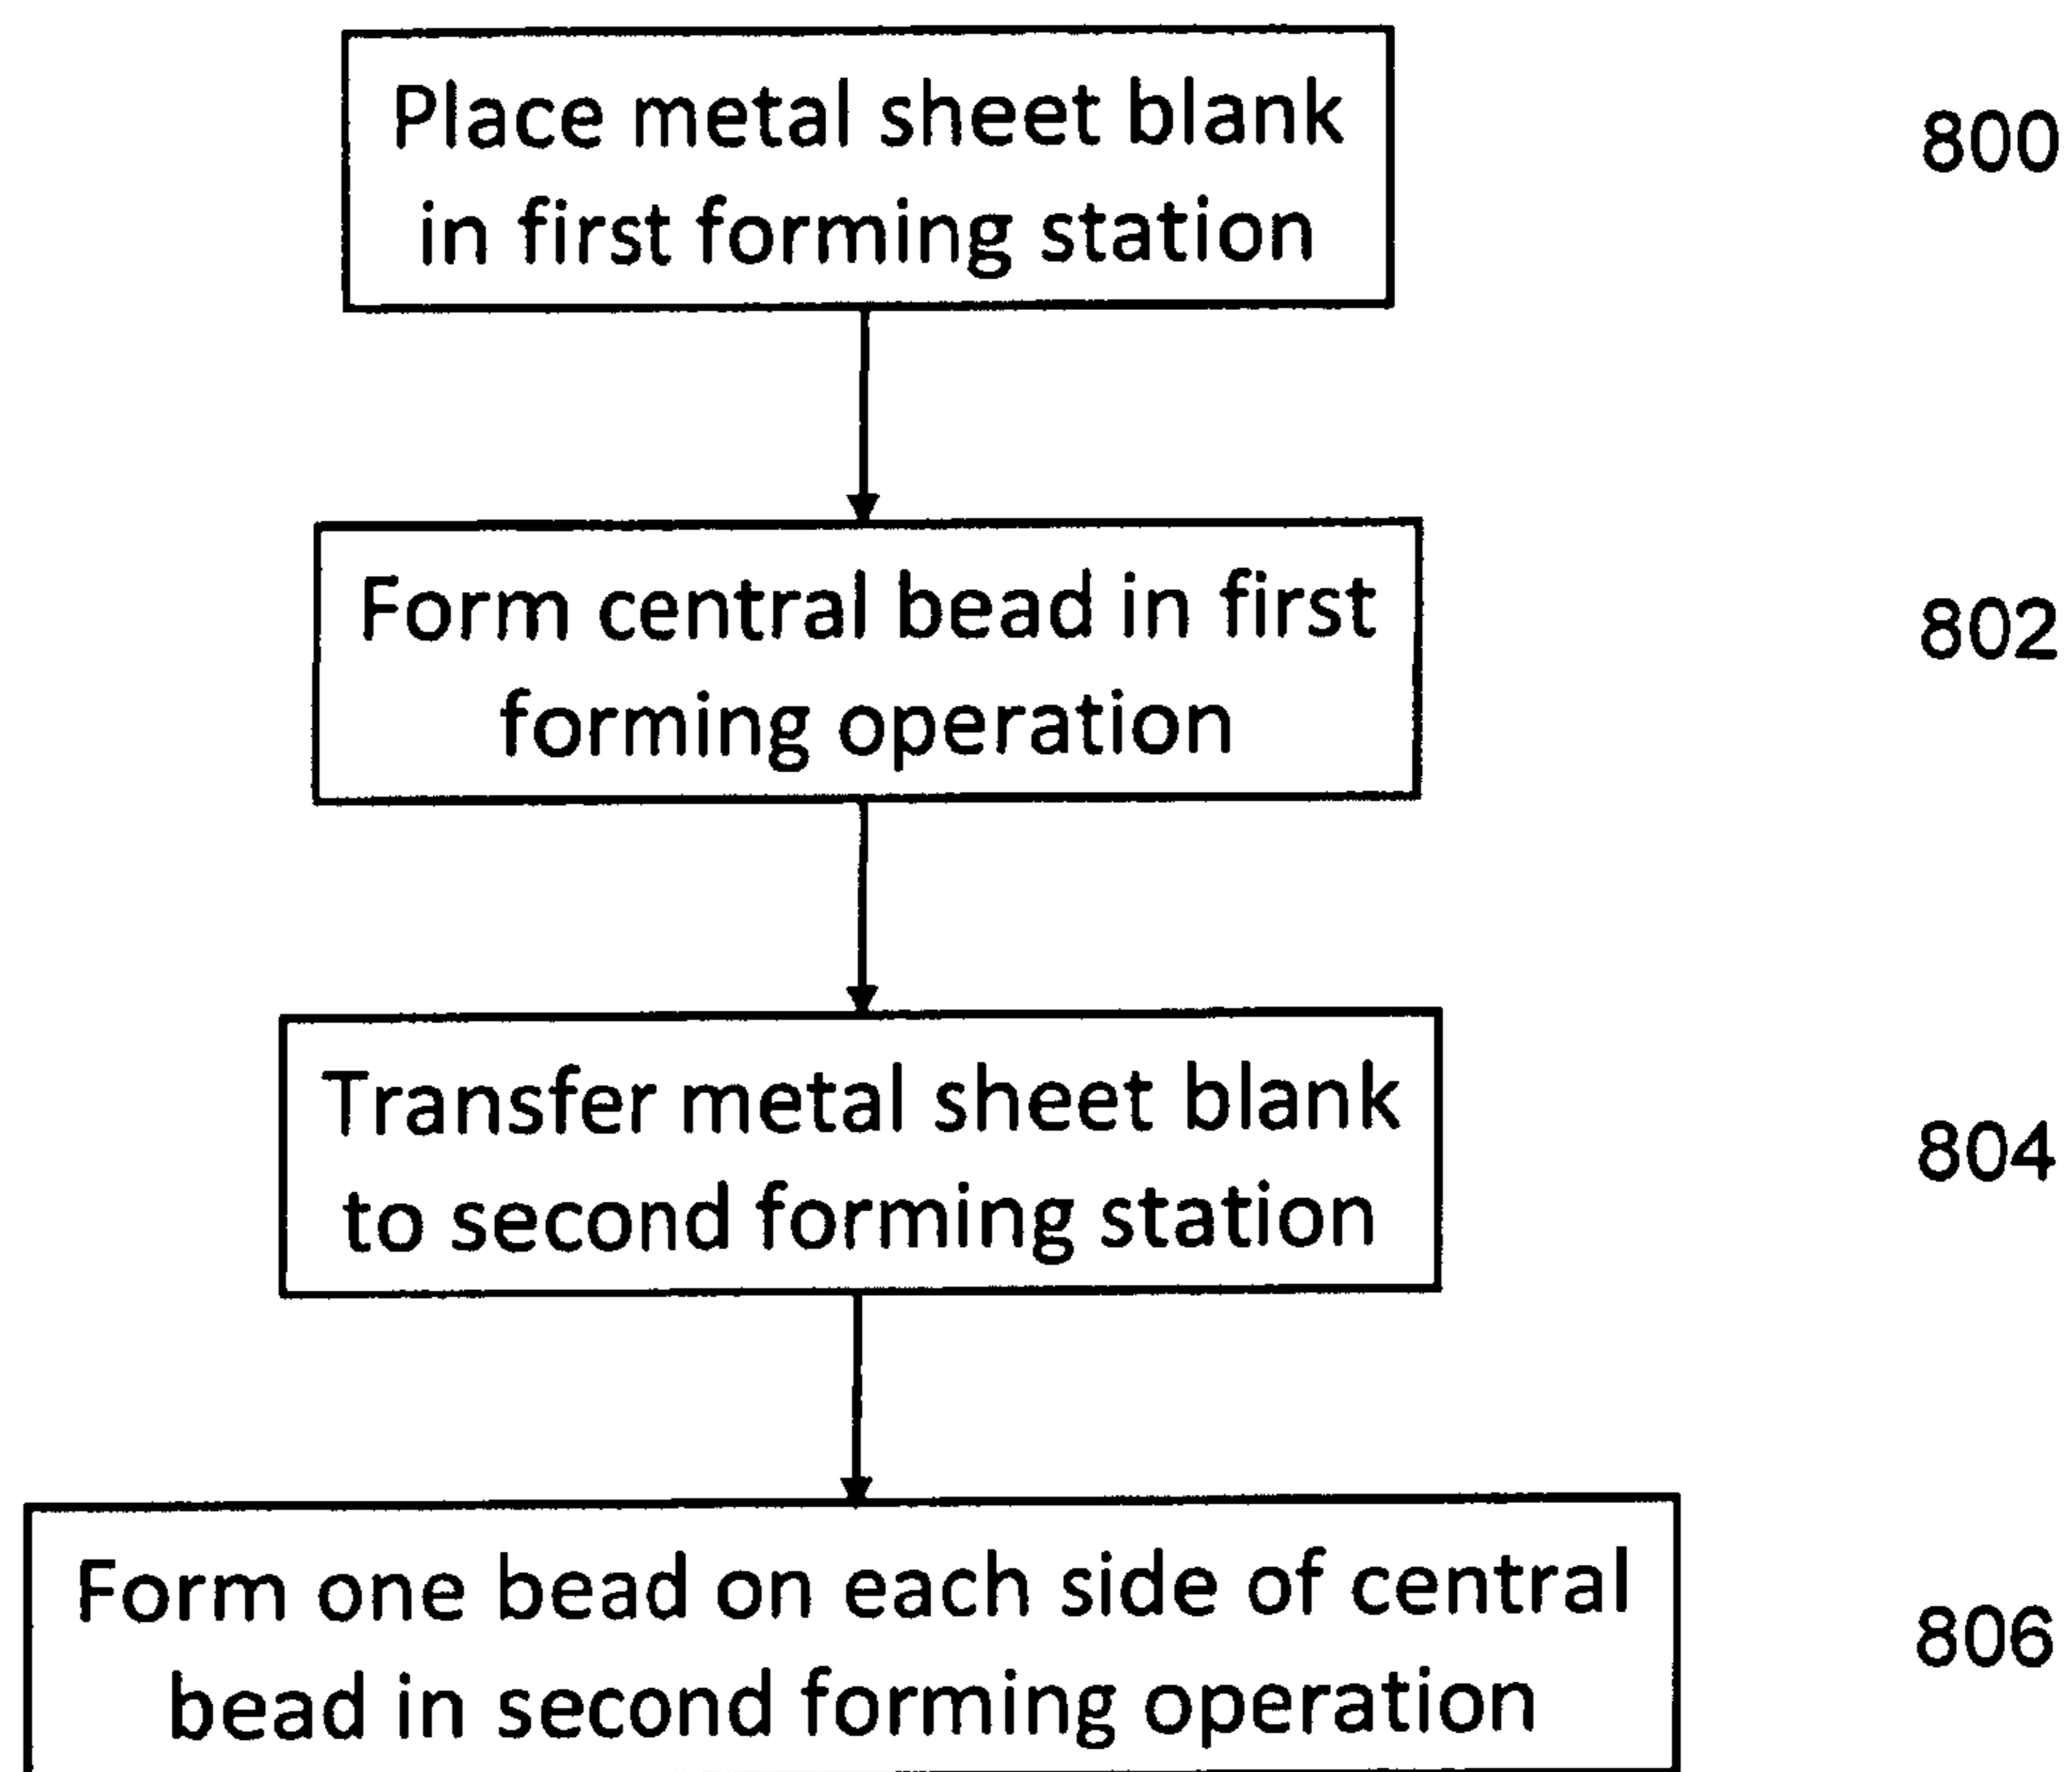 Place metal sheet blank
in first forming station
800
Form central bead in first
forming operation
802
Transfer metal sheet blank
to second forming station
804
Form one bead on each side of central
bead in second forming operation
806